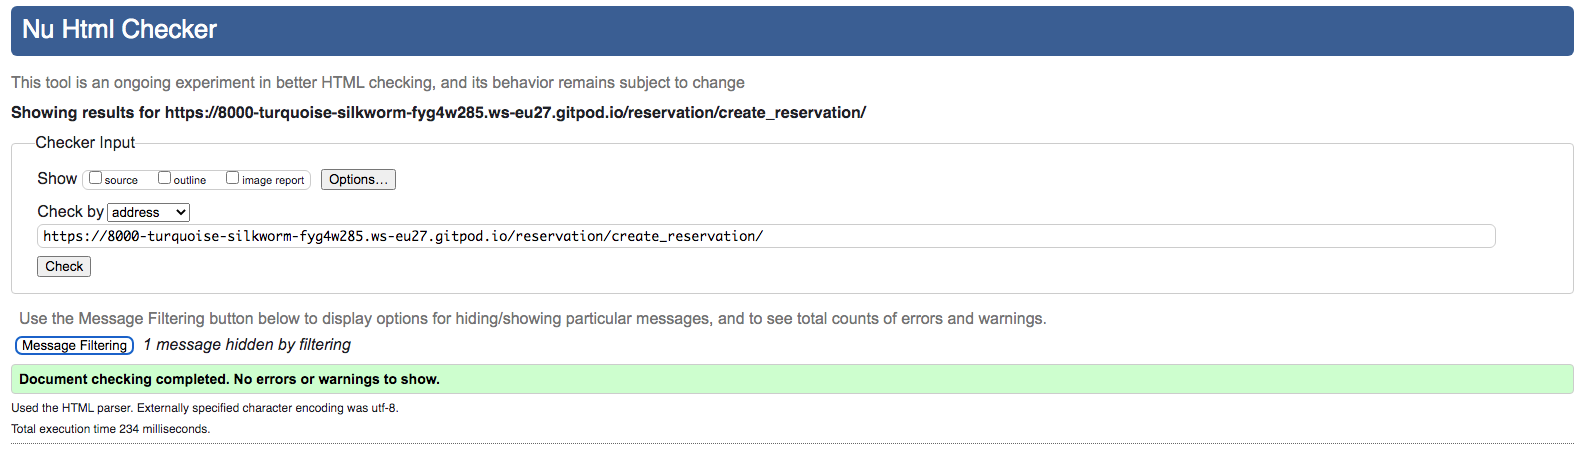 Nu Html Checker
This tool is an ongoing experiment in better HTML checking, and its behavior remains subject to change
Showing results for https://8000-turquoise-silkworm-fyg4w285.ws-eu27.gitpod.io/reservation/create_reservation/
Checker Input
Show source outline image report Options...
Check by address
https://8000-turquoise-silkworm-fyg4w285.ws-eu27.gitpod.io/reservation/create_reservation/
Check
Use the Message Filtering button below to display options for hiding/showing particular messages, and to see total counts of errors and warnings.
Message Filtering 1 message hidden by filtering
Document checking completed. No errors or warnings to show.
Used the HTML parser. Externally specified character encoding was utf-8.
Total execution time 234 milliseconds.